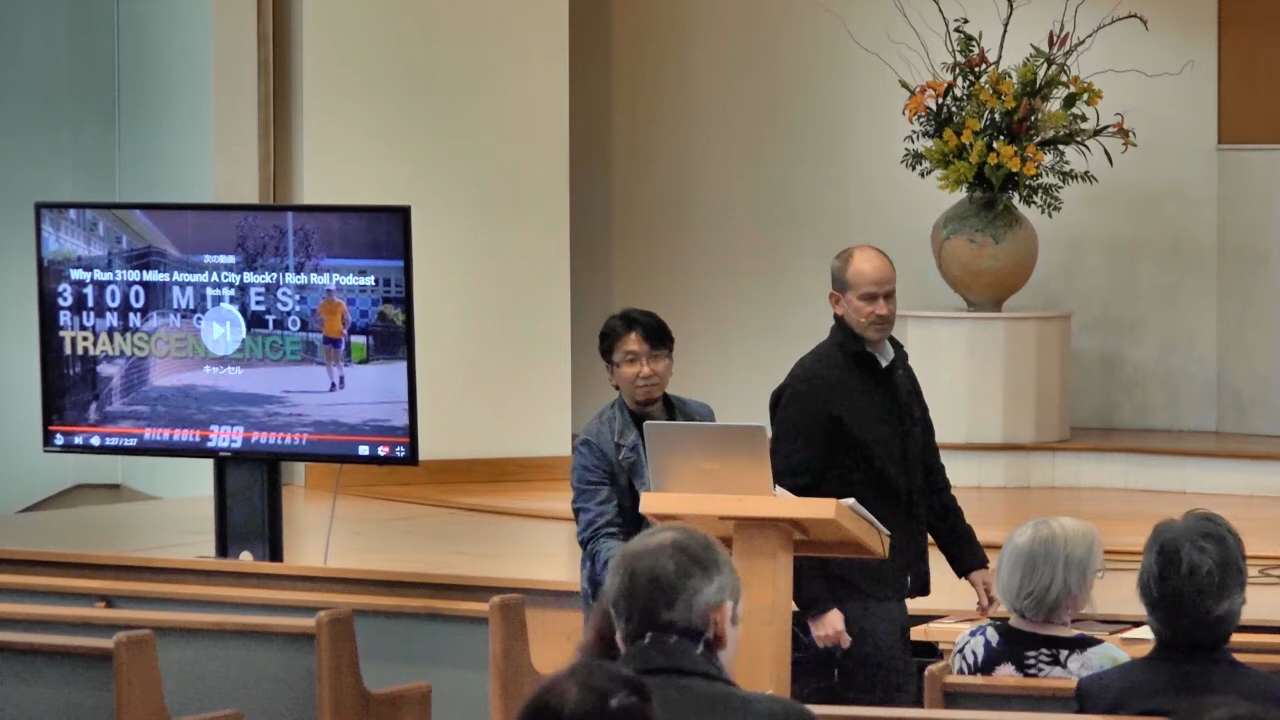 次の動画
Why Run 3100 Miles Around A City Block? | Rich Roll Podcast
Rich Roll
3100 MILES:
RUNNING TO
TRANSCENDENCE
キャンセル
RICH ROLL 389 PODCAST
2:27 / 2:27